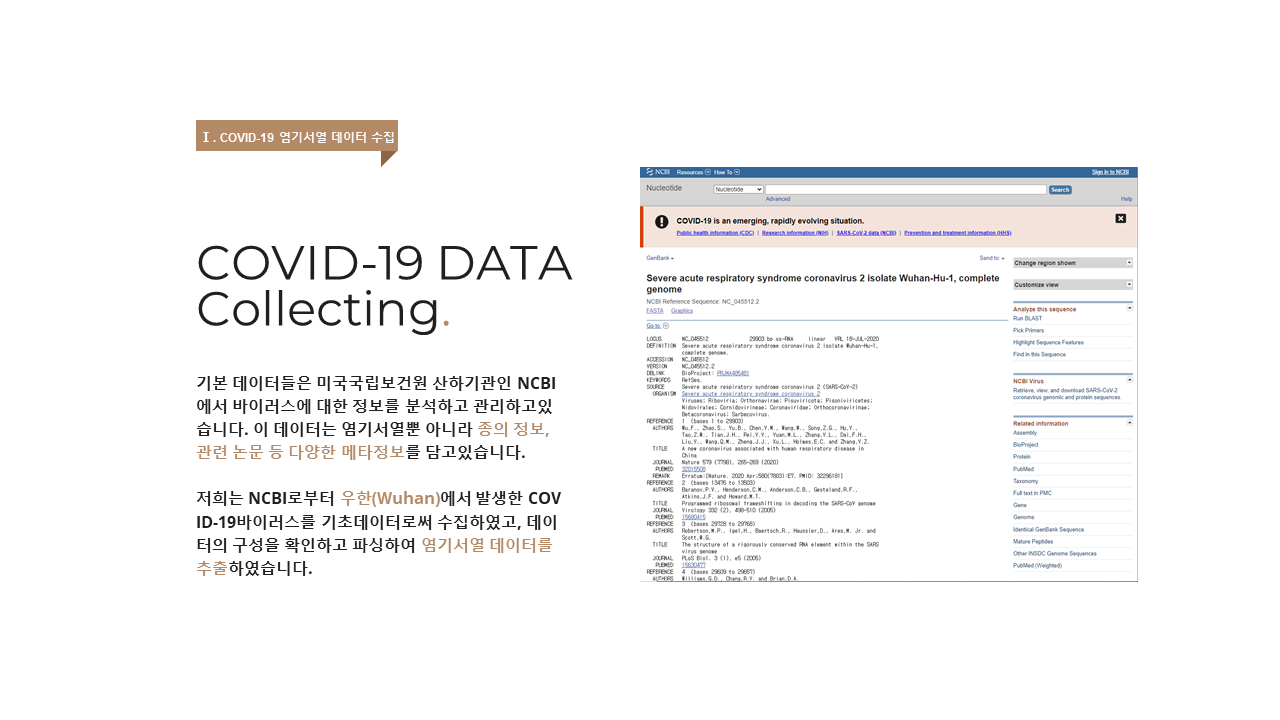 Ⅰ. COVID-19 염기서열 데이터 수집
COVID-19 DATA
Collecting.
기본 데이터들은 미국국립보건원 산하기관인 NCBI
에서 바이러스에 대한 정보를 분석하고 관리하고있
습니다. 이 데이터는 염기서열뿐 아니라 종의 정보,
관련 논문 등 다양한 메타정보를 담고있습니다.
저희는 NCBI로부터 우한(Wuhan)에서 발생한 COV
ID-19바이러스를 기초데이터로써 수집하였고, 데이
터의 구성을 확인하고 파싱하여 염기서열 데이터를
추출하였습니다.
NCBI Resources How To Sign in to NCBI
Nucleotide Nucleotide Search
Advanced Help
COVID-19 is an emerging, rapidly evolving situation.
Public health information (CDC) | Research information (NIH) | SARS-CoV-2 data (NCBI) | Prevention and treatment information (HHS)
GenBank Send to:
Severe acute respiratory syndrome coronavirus 2 isolate Wuhan-Hu-1, complete
genome
NCBI Reference Sequence: NC_045512.2
FASTA Graphics
Go to:
LOCUS NC_045512 29903 bp ss-RNA linear VRL 18-JUL-2020
DEFINITION Severe acute respiratory syndrome coronavirus 2 isolate Wuhan-Hu-1,
complete genome.
ACCESSION NC_045512
VERSION NC_045512.2
DBLINK BioProject: PRJNA485481
KEYWORDS RefSeq.
SOURCE Severe acute respiratory syndrome coronavirus 2 (SARS-CoV-2)
ORGANISM Severe acute respiratory syndrome coronavirus 2
Viruses; Riboviria; Orthornavirae; Pisuviricota; Pisoniviricetes;
Nidovirales; Cornidovirineae; Coronaviridae; Orthocoronavirinae;
Betacoronavirus; Sarbecovirus.
REFERENCE 1 (bases 1 to 29903)
AUTHORS Wu,F., Zhao,S., Yu,B., Chen,Y.M., Wang,W., Song,Z.G., Hu,Y.,
Tao,Z.W., Tian,J.H., Pei,Y.Y., Yuan,M.L., Zhang,Y.L., Dai,F.H.,
Liu,Y., Wang,Q.M., Zheng,J.J., Xu,L., Holmes,E.C. and Zhang,Y.Z.
TITLE A new coronavirus associated with human respiratory disease in
China
JOURNAL Nature 579 (7798), 265-269 (2020)
PUBMED 32015508
REMARK Erratum:[Nature. 2020 Apr;580(7803):E7. PMID: 32296181]
REFERENCE 2 (bases 13476 to 13503)
AUTHORS Baranov,P.V., Henderson,C.M., Anderson,C.B., Gesteland,R.F.,
Atkins,J.F. and Howard,M.T.
TITLE Programmed ribosomal frameshifting in decoding the SARS-CoV genome
JOURNAL Virology 332 (2), 498-510 (2005)
PUBMED 15680415
REFERENCE 3 (bases 29728 to 29768)
AUTHORS Robertson,M.P., Igel,H., Baertsch,R., Haussler,D., Ares,M. Jr. and
Scott,W.G.
TITLE The structure of a rigorously conserved RNA element within the SARS
virus genome
JOURNAL PLoS Biol. 3 (1), e5 (2005)
PUBMED 15630477
REFERENCE 4 (bases 29609 to 29657)
AUTHORS Williams,G.D., Chang,R.Y. and Brian,D.A.
Change region shown
Customize view
Analyze this sequence
Run BLAST
Pick Primers
Highlight Sequence Features
Find in this Sequence
NCBI Virus
Retrieve, view, and download SARS-CoV-2
coronavirus genomic and protein sequences.
Related information
Assembly
BioProject
Protein
PubMed
Taxonomy
Full text in PMC
Gene
Genome
Identical GenBank Sequence
Mature Peptides
Other INSDC Genome Sequences
PubMed (Weighted)